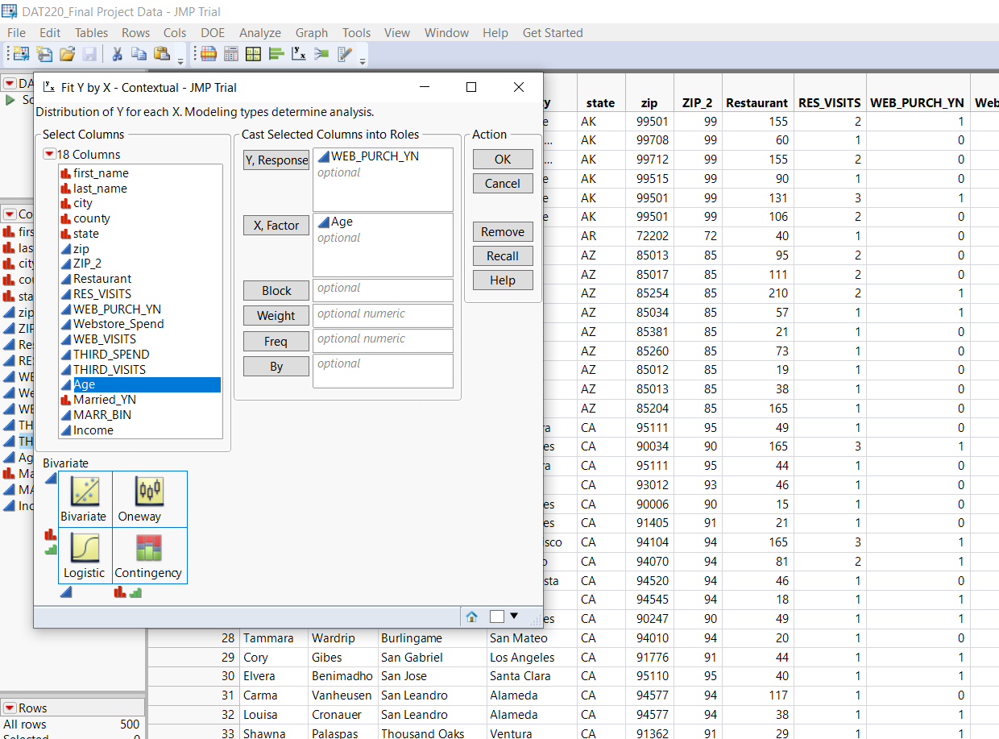 DAT220_Final Project Data - JMP Trial
File Edit Tables Rows Cols DOE Analyze Graph Tools View Window Help Get Started
Fit Y by X - Contextual - JMP Trial
Distribution of Y for each X. Modeling types determine analysis.
Select Columns
18 Columns
first_name
last_name
city
county
state
zip
ZIP_2
Restaurant
RES_VISITS
WEB_PURCH_YN
Webstore_Spend
WEB_VISITS
THIRD_SPEND
THIRD_VISITS
Age
Married_YN
MARR_BIN
Income
Cast Selected Columns into Roles
Y, Response WEB_PURCH_YN
optional
X, Factor Age
optional
Block optional
Weight optional numeric
Freq optional numeric
By optional
Action
OK
Cancel
Remove
Recall
Help
Bivariate
Bivariate Oneway
Logistic Contingency
DA
So
Co
firs
las
city
cou
sta
zip
ZIP
Res
RES
WE
We
WE
TH
TH
Ag
Ma
MA
Inc
Rows
All rows 500
Selected 0
y state zip ZIP_2 Restaurant RES_VISITS WEB_PURCH_YN Web
e AK 99501 99 155 2 1
... AK 99708 99 60 1 0
... AK 99712 99 155 2 0
e AK 99515 99 90 1 0
e AK 99501 99 131 3 1
e AK 99501 99 106 2 0
AR 72202 72 40 1 0
AZ 85013 85 95 2 0
AZ 85017 85 111 2 0
AZ 85254 85 210 2 1
AZ 85034 85 57 1 1
AZ 85381 85 21 1 0
AZ 85260 85 73 1 0
AZ 85012 85 19 1 0
AZ 85013 85 38 1 0
AZ 85204 85 165 1 0
ra CA 95111 95 49 1 0
es CA 90034 90 165 3 1
ra CA 95111 95 44 1 0
CA 93012 93 46 1 0
es CA 90006 90 15 1 0
es CA 91405 91 21 1 0
isco CA 94104 94 165 3 1
o CA 94070 94 81 2 1
sta CA 94520 94 46 1 0
CA 94545 94 18 1 1
es CA 90247 90 49 1 1
28 Tammara Wardrip Burlingame San Mateo CA 94010 94 20 1 0
29 Cory Gibes San Gabriel Los Angeles CA 91776 91 44 1 1
30 Elvera Benimadho San Jose Santa Clara CA 95110 95 40 1 1
31 Carma Vanheusen San Leandro Alameda CA 94577 94 117 1 0
32 Louisa Cronauer San Leandro Alameda CA 94577 94 38 1 1
33 Shawna Palaspas Thousand Oaks Ventura CA 91362 91 29 1 1